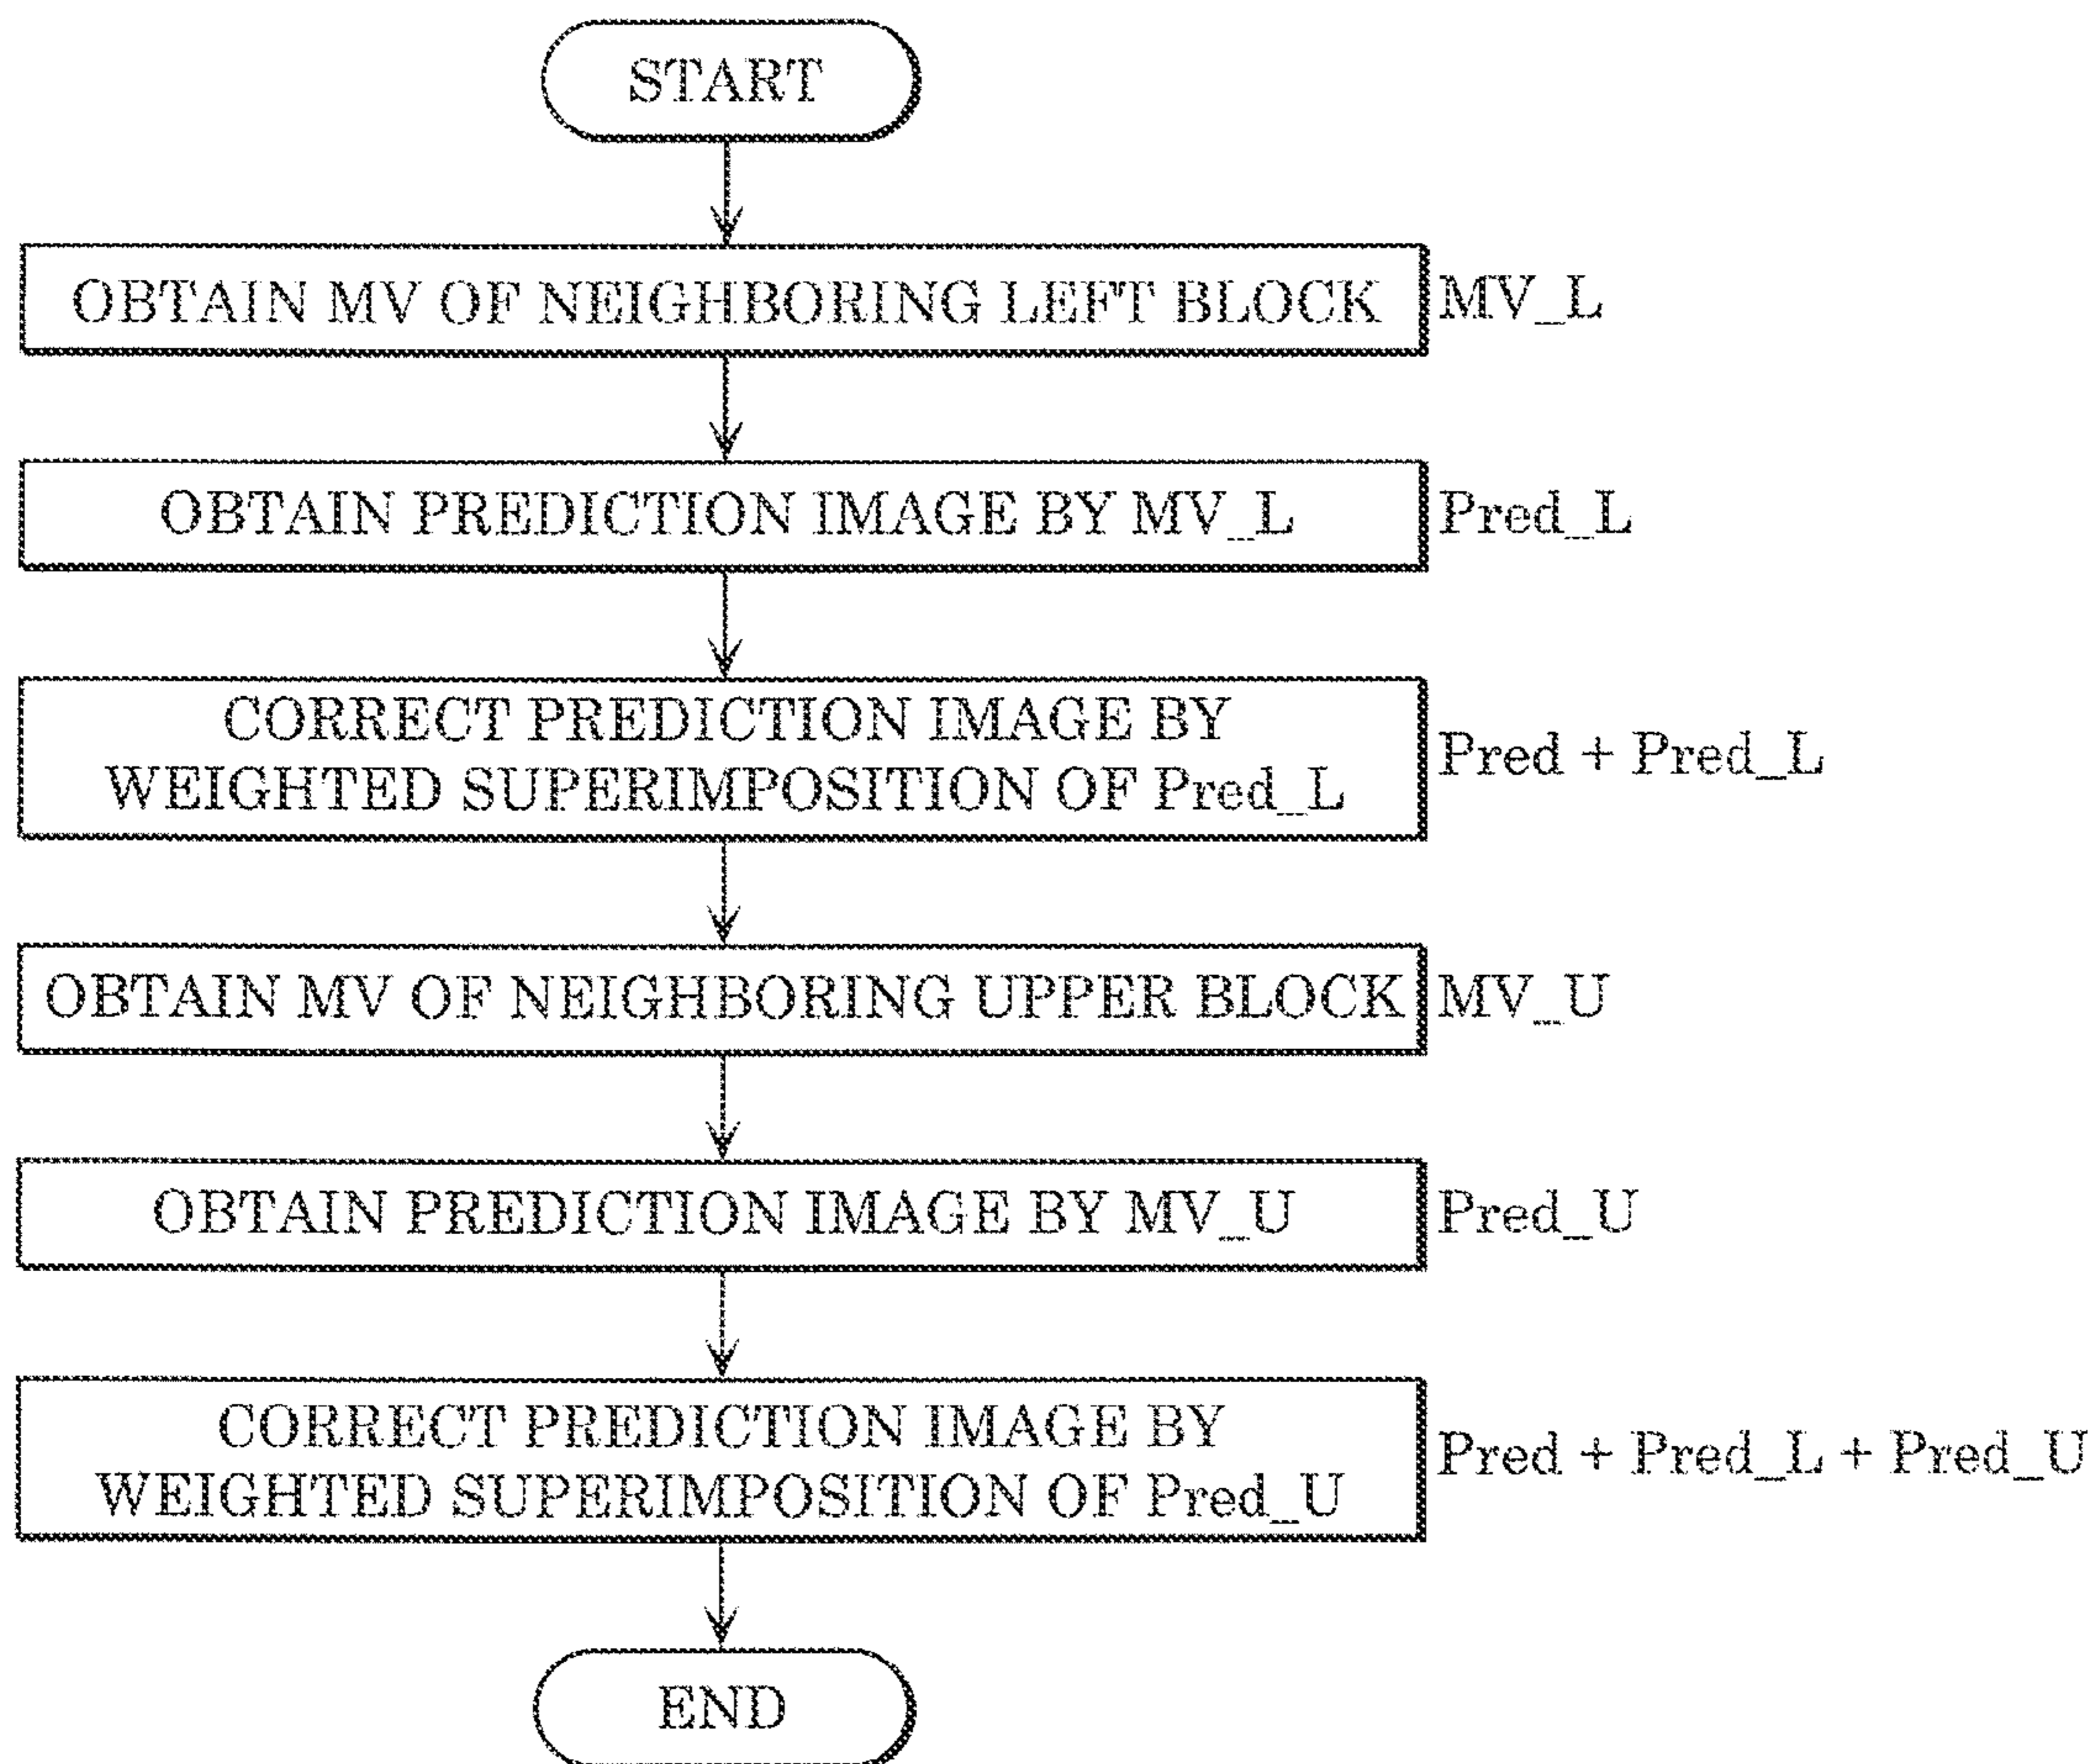 START
OBTAIN MV OF NEIGHBORING LEFT BLOCK
MV_L
OBTAIN PREDICTION IMAGE BY MV_L
Pred_L
CORRECT PREDICTION IMAGE BY
WEIGHTED SUPERIMPOSITION OF Pred_L
Pred + Pred_L
OBTAIN MV OF NEIGHBORING UPPER BLOCK
MV_U
OBTAIN PREDICTION IMAGE BY MV_U
Pred_U
CORRECT PREDICTION IMAGE BY
WEIGHTED SUPERIMPOSITION OF Pred_U
Pred + Pred_L + Pred_U
END